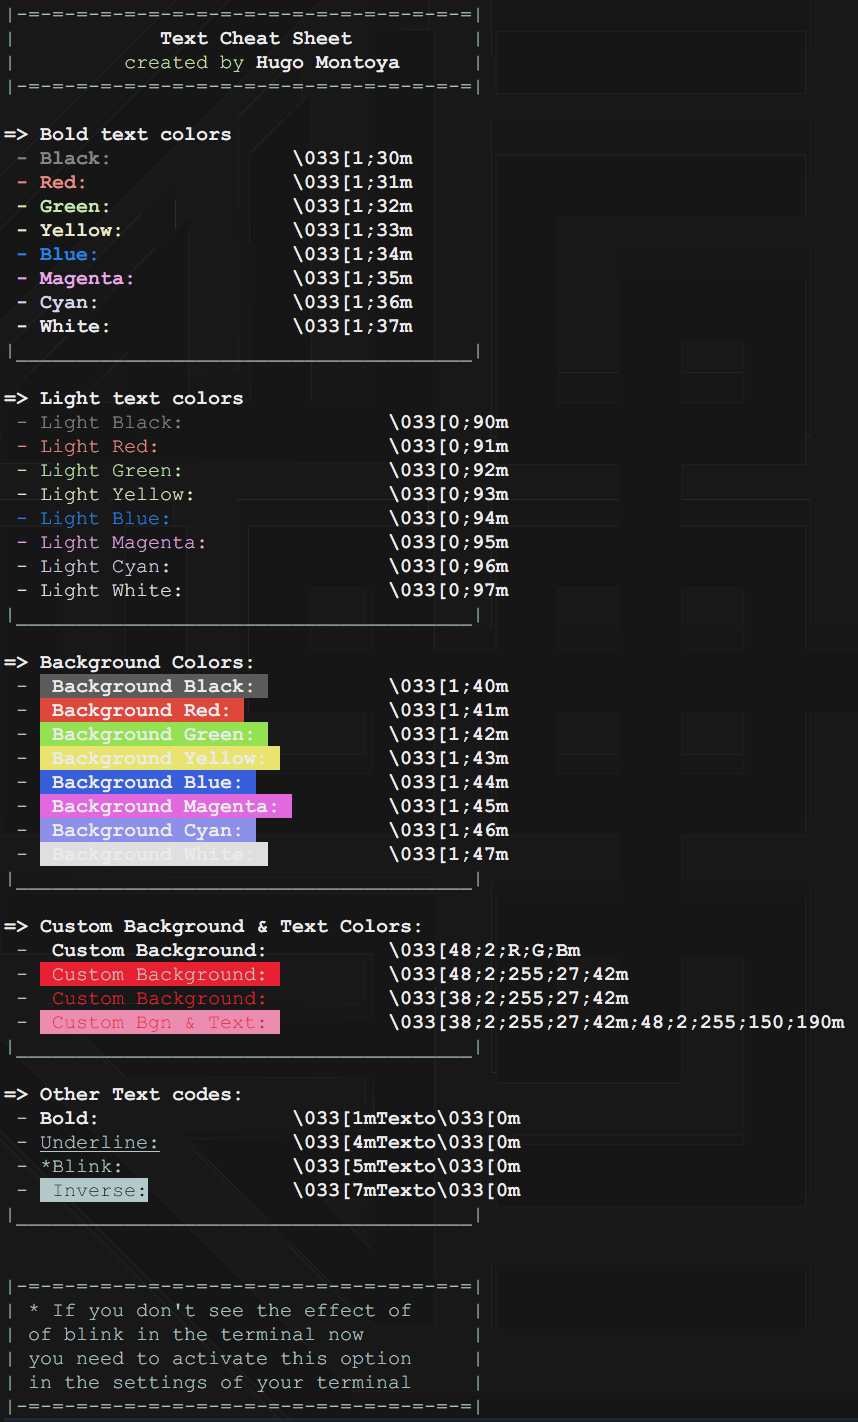 |-=-=-=-=-=-=-=-=-=-=-=-=-=-=-=-=-=-=-=|
| Text Cheat Sheet |
| created by Hugo Montoya |
|-=-=-=-=-=-=-=-=-=-=-=-=-=-=-=-=-=-=-=|
=> Bold text colors
- Black: \033[1;30m
- Red: \033[1;31m
- Green: \033[1;32m
- Yellow: \033[1;33m
- Blue: \033[1;34m
- Magenta: \033[1;35m
- Cyan: \033[1;36m
- White: \033[1;37m
|______________________________________|
=> Light text colors
- Light Black: \033[0;90m
- Light Red: \033[0;91m
- Light Green: \033[0;92m
- Light Yellow: \033[0;93m
- Light Blue: \033[0;94m
- Light Magenta: \033[0;95m
- Light Cyan: \033[0;96m
- Light White: \033[0;97m
|______________________________________|
=> Background Colors:
- Background Black: \033[1;40m
- Background Red: \033[1;41m
- Background Green: \033[1;42m
- Background Yellow: \033[1;43m
- Background Blue: \033[1;44m
- Background Magenta: \033[1;45m
- Background Cyan: \033[1;46m
- Background White: \033[1;47m
|______________________________________|
=> Custom Background & Text Colors:
- Custom Background: \033[48;2;R;G;Bm
- Custom Background: \033[48;2;255;27;42m
- Custom Background: \033[38;2;255;27;42m
- Custom Bgn & Text: \033[38;2;255;27;42m;48;2;255;150;190m
|______________________________________|
=> Other Text codes:
- Bold: \033[1mTexto\033[0m
- Underline: \033[4mTexto\033[0m
- *Blink: \033[5mTexto\033[0m
- Inverse: \033[7mTexto\033[0m
|______________________________________|
|-=-=-=-=-=-=-=-=-=-=-=-=-=-=-=-=-=-=-=|
| * If you don't see the effect of |
| of blink in the terminal now |
| you need to activate this option |
| in the settings of your terminal |
|-=-=-=-=-=-=-=-=-=-=-=-=-=-=-=-=-=-=-=|